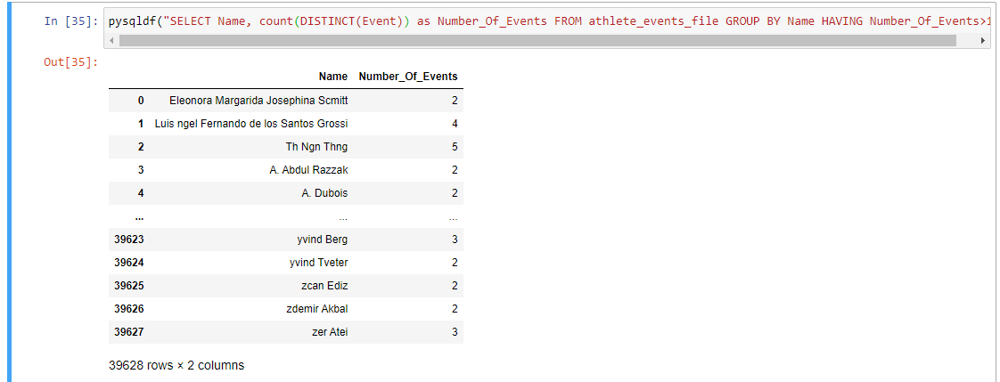 In [35]: pysqldf("SELECT Name, count(DISTINCT(Event)) as Number_Of_Events FROM athlete_events_file GROUP BY Name HAVING Number_Of_Events>1
Out[35]:
Name Number_Of_Events
0 Eleonora Margarida Josephina Scmitt 2
1 Luis ngel Fernando de los Santos Grossi 4
2 Th Ngn Thng 5
3 A. Abdul Razzak 2
4 A. Dubois 2
... ... ...
39623 yvind Berg 3
39624 yvind Tveter 2
39625 zcan Ediz 2
39626 zdemir Akbal 2
39627 zer Atei 3
39628 rows × 2 columns